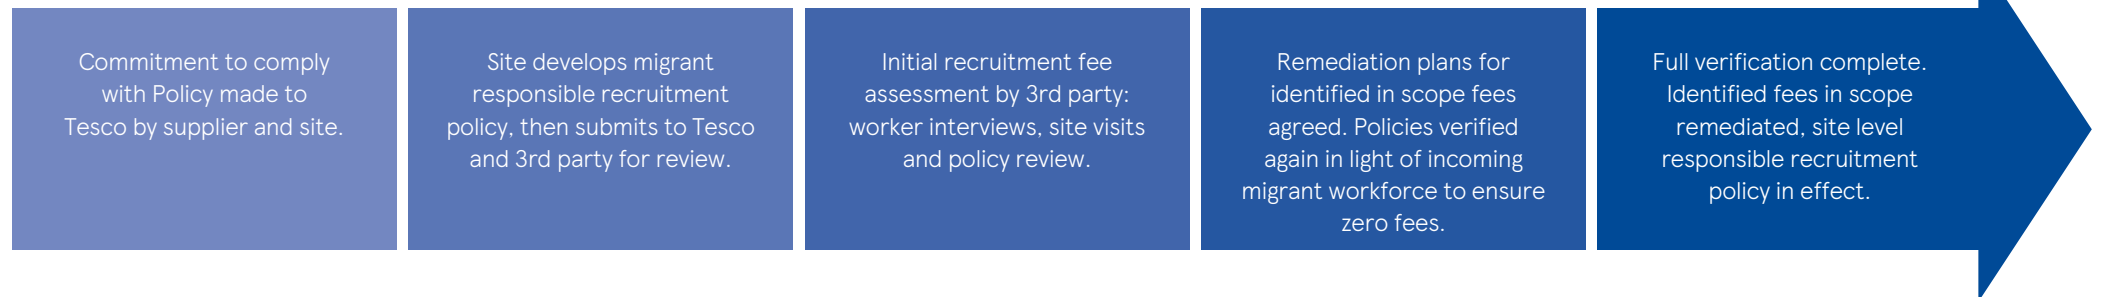 Commitment to comply
with Policy made to
Tesco by supplier and site.
Site develops migrant
responsible recruitment
policy, then submits to Tesco
and 3rd party for review.
Initial recruitment fee
assessment by 3rd party:
worker interviews, site visits
and policy review.
Remediation plans for
identified in scope fees
agreed. Policies verified
again in light of incoming
migrant workforce to ensure
zero fees.
Full verification complete.
Identified fees in scope
remediated, site level
responsible recruitment
policy in effect.